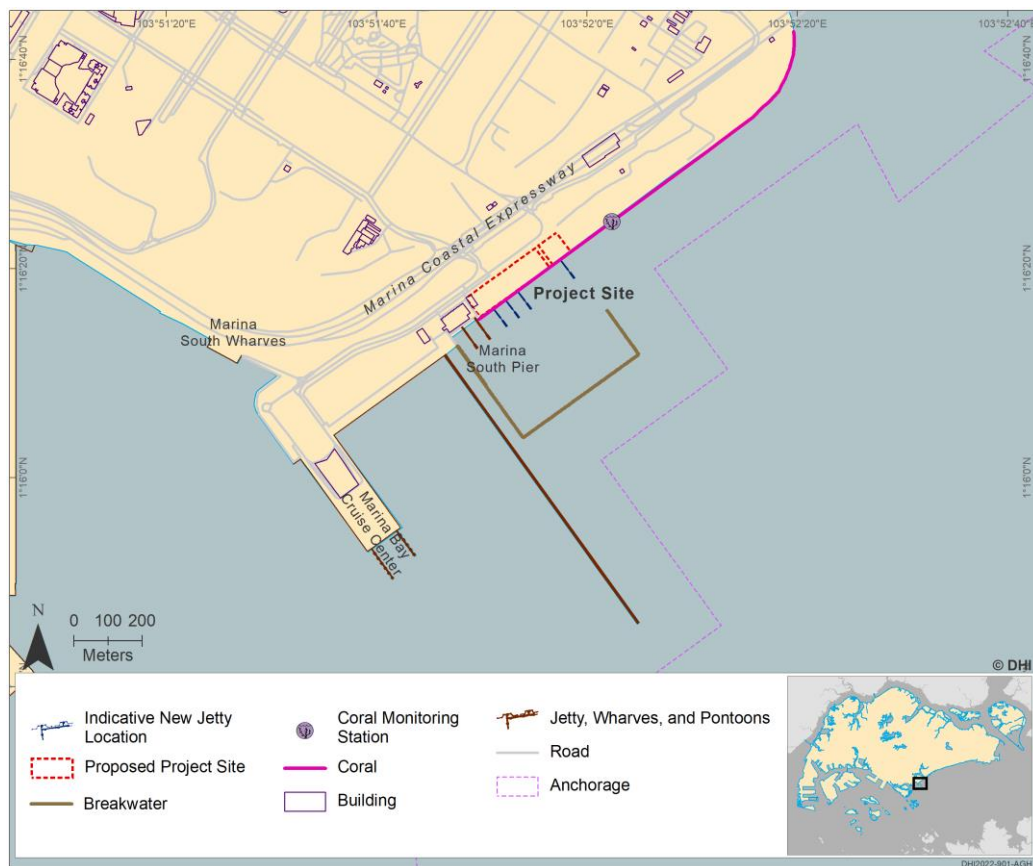 103°51'20"E
103°51'40"E
103°52'0"E
103°52'20"E
103°52'40"E
1°16'40"N
1°16'40"N
Marina Coastal Expressway
1°16'20"N
1°16'20"N
Project Site
Marina
South Wharves
Marina
South Pier
1°16'0"N
1°16'0"N
Marina Bay
Cruise Center
N
0 100 200
Meters
© DHI
Indicative New Jetty
Location
Proposed Project Site
Breakwater
Coral Monitoring
Station
Coral
Building
Jetty, Wharves, and Pontoons
Road
Anchorage
DHI2022-901-AGH